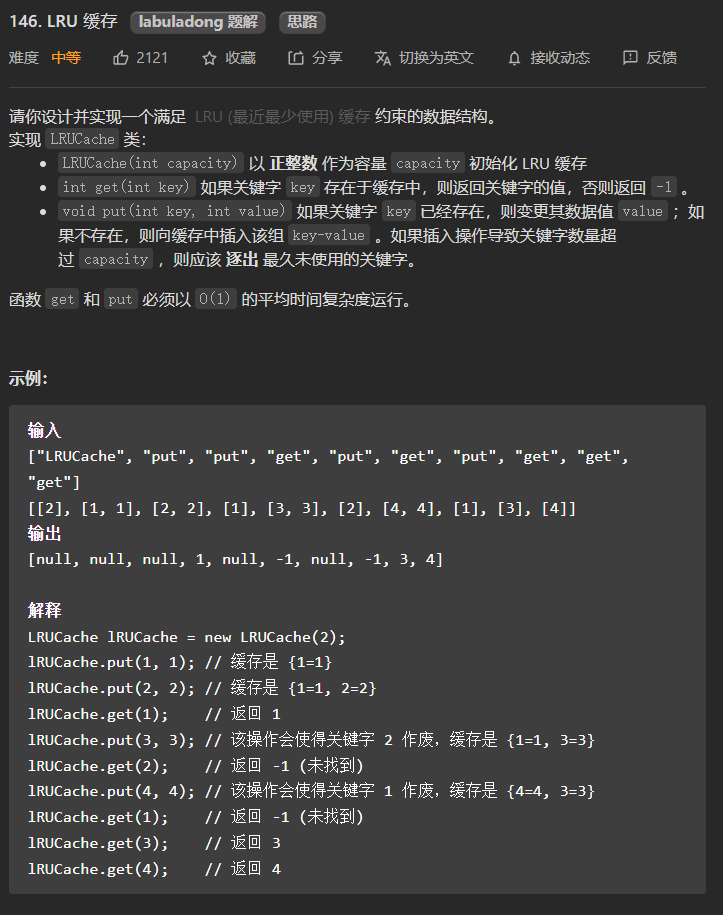 146. LRU 缓存 labuladong 题解 思路
难度 中等 2121 收藏 分享 切换为英文 接收动态 反馈
请你设计并实现一个满足 LRU (最近最少使用) 缓存 约束的数据结构。
实现 LRUCache 类：
LRUCache(int capacity) 以 正整数 作为容量 capacity 初始化 LRU 缓存
int get(int key) 如果关键字 key 存在于缓存中，则返回关键字的值，否则返回 -1 。
void put(int key, int value) 如果关键字 key 已经存在，则变更其数据值 value ；如
果不存在，则向缓存中插入该组 key-value 。如果插入操作导致关键字数量超
过 capacity ，则应该 逐出 最久未使用的关键字。
函数 get 和 put 必须以 O(1) 的平均时间复杂度运行。
示例：
输入
["LRUCache", "put", "put", "get", "put", "get", "put", "get", "get",
"get"]
[[2], [1, 1], [2, 2], [1], [3, 3], [2], [4, 4], [1], [3], [4]]
输出
[null, null, null, 1, null, -1, null, -1, 3, 4]
解释
LRUCache lRUCache = new LRUCache(2);
lRUCache.put(1, 1); // 缓存是 {1=1}
lRUCache.put(2, 2); // 缓存是 {1=1, 2=2}
lRUCache.get(1);    // 返回 1
lRUCache.put(3, 3); // 该操作会使得关键字 2 作废，缓存是 {1=1, 3=3}
lRUCache.get(2);    // 返回 -1 (未找到)
lRUCache.put(4, 4); // 该操作会使得关键字 1 作废，缓存是 {4=4, 3=3}
lRUCache.get(1);    // 返回 -1 (未找到)
lRUCache.get(3);    // 返回 3
lRUCache.get(4);    // 返回 4